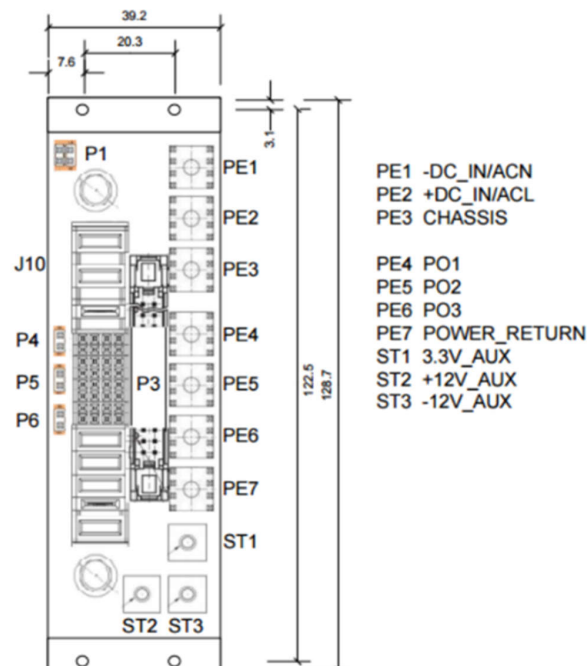 39.2
20.3
7.6
3.1
P1
PE1
PE2
J10
PE3
P4
PE4
P5
P3
PE5
P6
PE6
PE7
ST1
ST2 ST3
122.5
128.7
PE1 -DC_IN/ACN
PE2 +DC_IN/ACL
PE3 CHASSIS
PE4 PO1
PE5 PO2
PE6 PO3
PE7 POWER_RETURN
ST1 3.3V_AUX
ST2 +12V_AUX
ST3 -12V_AUX